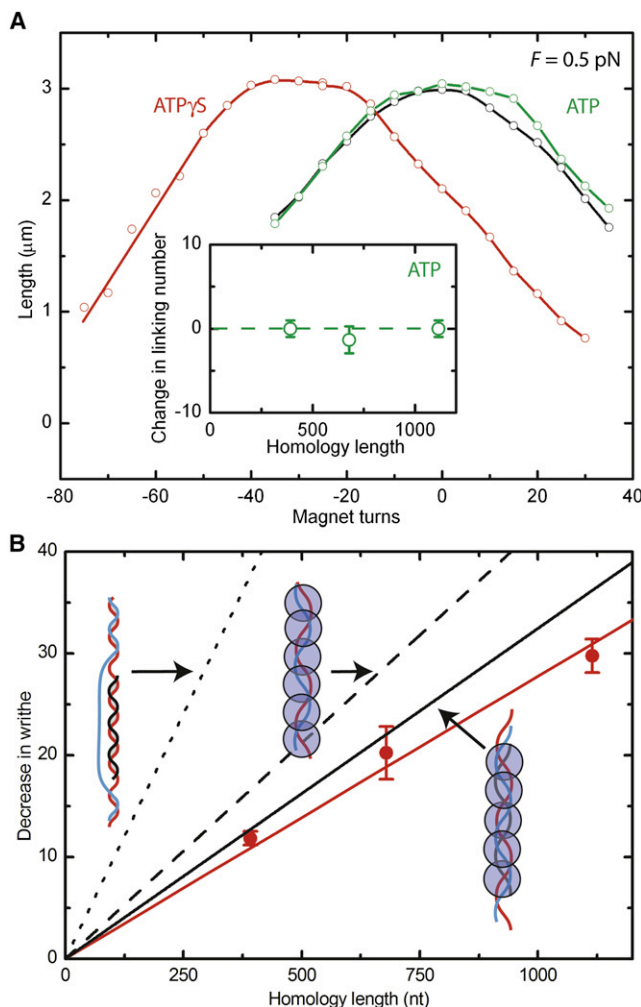 A
F = 0.5 pN
ATPγS
ATP
Length (μm)
3
2
1
0
Change in linking number
10
0
-10
ATP
0
500
1000
Homology length
-80
-60
-40
-20
0
20
40
Magnet turns
B
Decrease in writhe
40
30
20
10
0
0
250
500
750
1000
Homology length (nt)